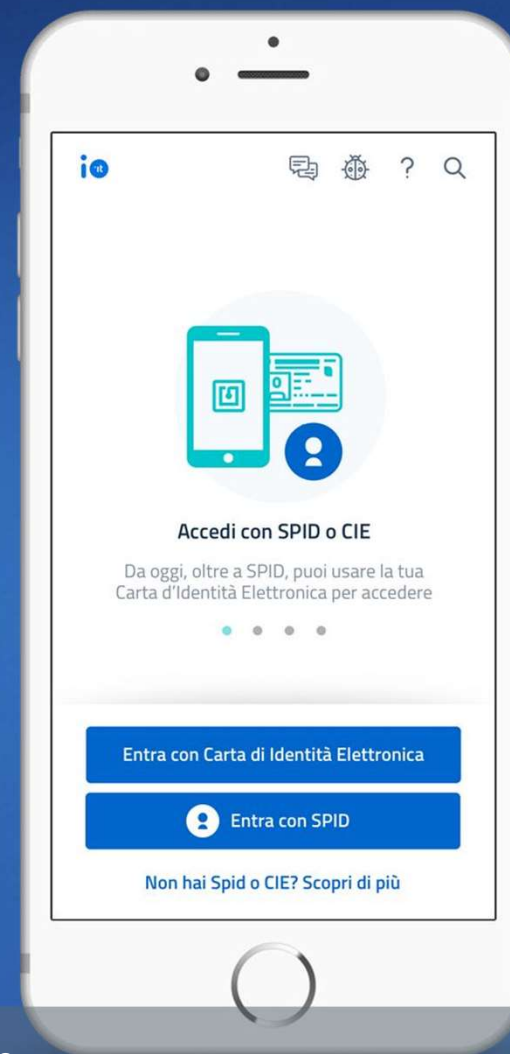 io
?
Accedi con SPID o CIE
Da oggi, oltre a SPID, puoi usare la tua
Carta d'Identità Elettronica per accedere
Entra con Carta di Identità Elettronica
Entra con SPID
Non hai Spid o CIE? Scopri di più